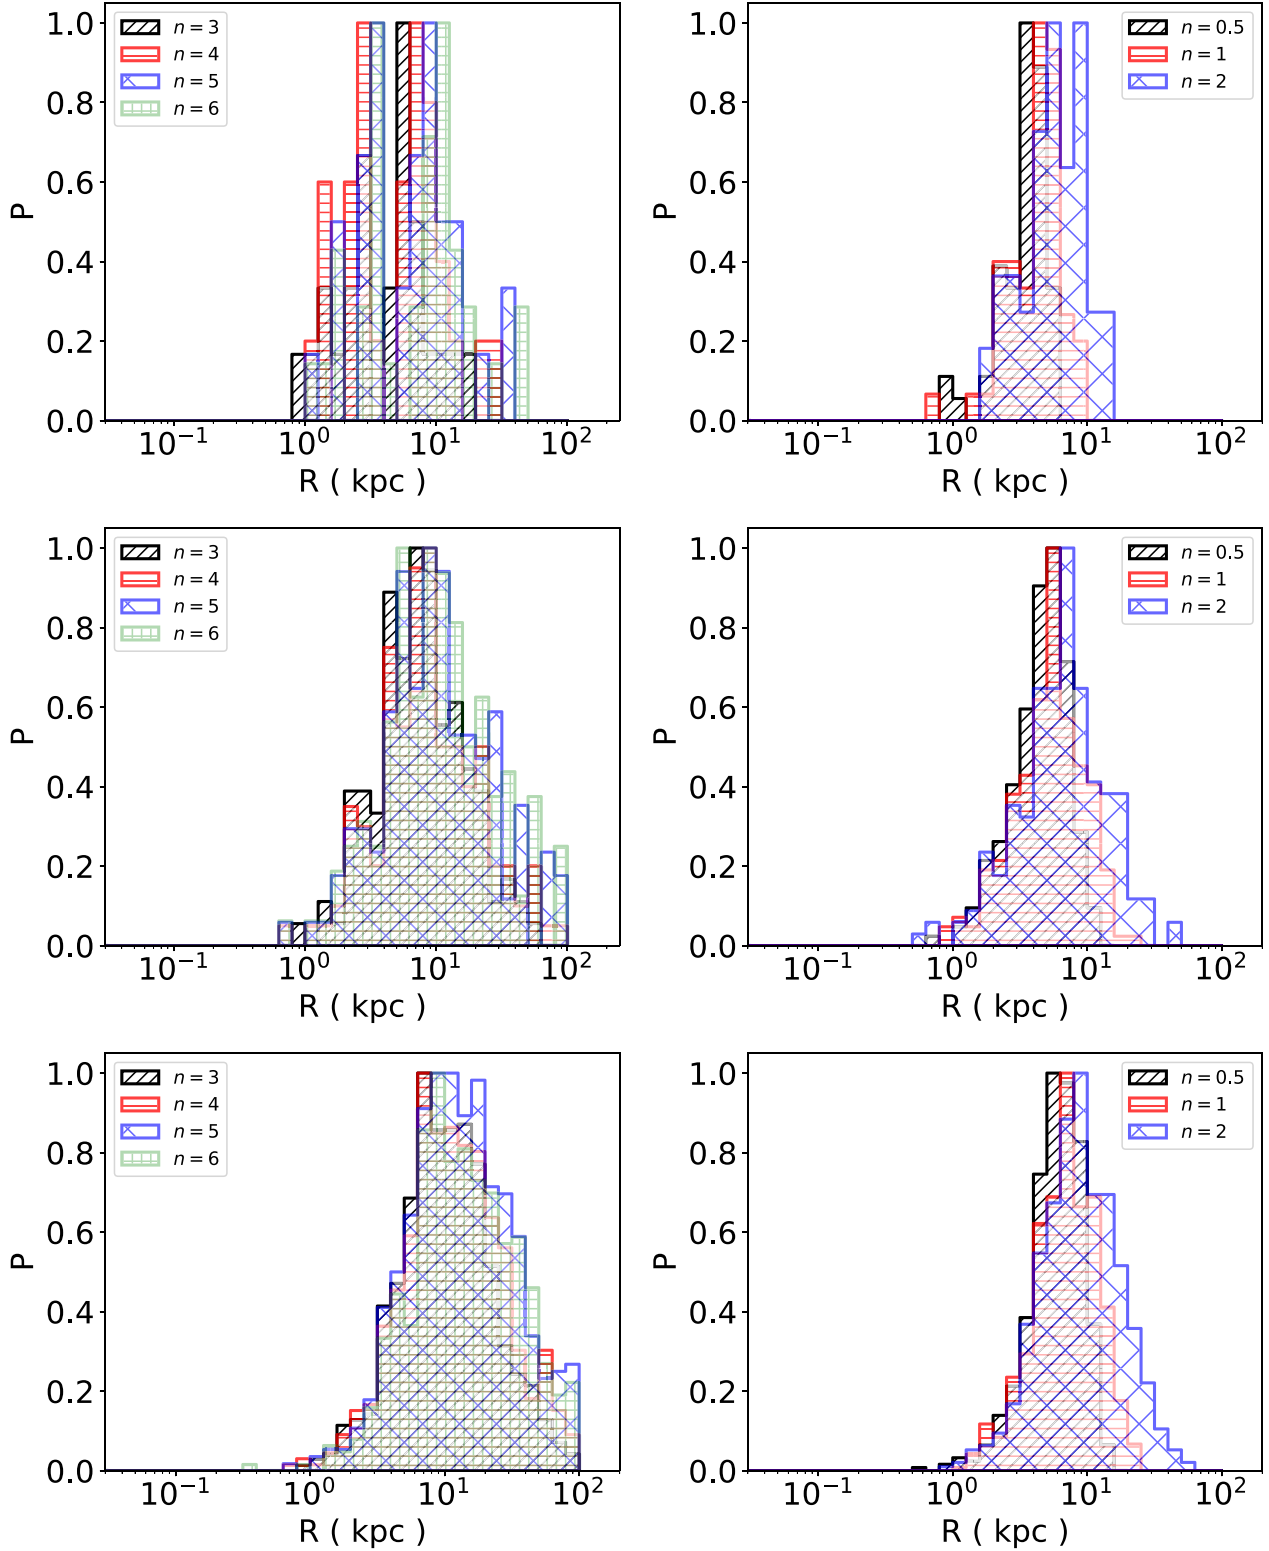 1.0
0.8
0.6
0.4
0.2
0.0
P
n = 3
n = 4
n = 5
n = 6
10⁻¹ 10⁰ 10¹ 10²
R ( kpc )
1.0
0.8
0.6
0.4
0.2
0.0
P
n = 0.5
n = 1
n = 2
10⁻¹ 10⁰ 10¹ 10²
R ( kpc )
1.0
0.8
0.6
0.4
0.2
0.0
P
n = 3
n = 4
n = 5
n = 6
10⁻¹ 10⁰ 10¹ 10²
R ( kpc )
1.0
0.8
0.6
0.4
0.2
0.0
P
n = 0.5
n = 1
n = 2
10⁻¹ 10⁰ 10¹ 10²
R ( kpc )
1.0
0.8
0.6
0.4
0.2
0.0
P
n = 3
n = 4
n = 5
n = 6
10⁻¹ 10⁰ 10¹ 10²
R ( kpc )
1.0
0.8
0.6
0.4
0.2
0.0
P
n = 0.5
n = 1
n = 2
10⁻¹ 10⁰ 10¹ 10²
R ( kpc )